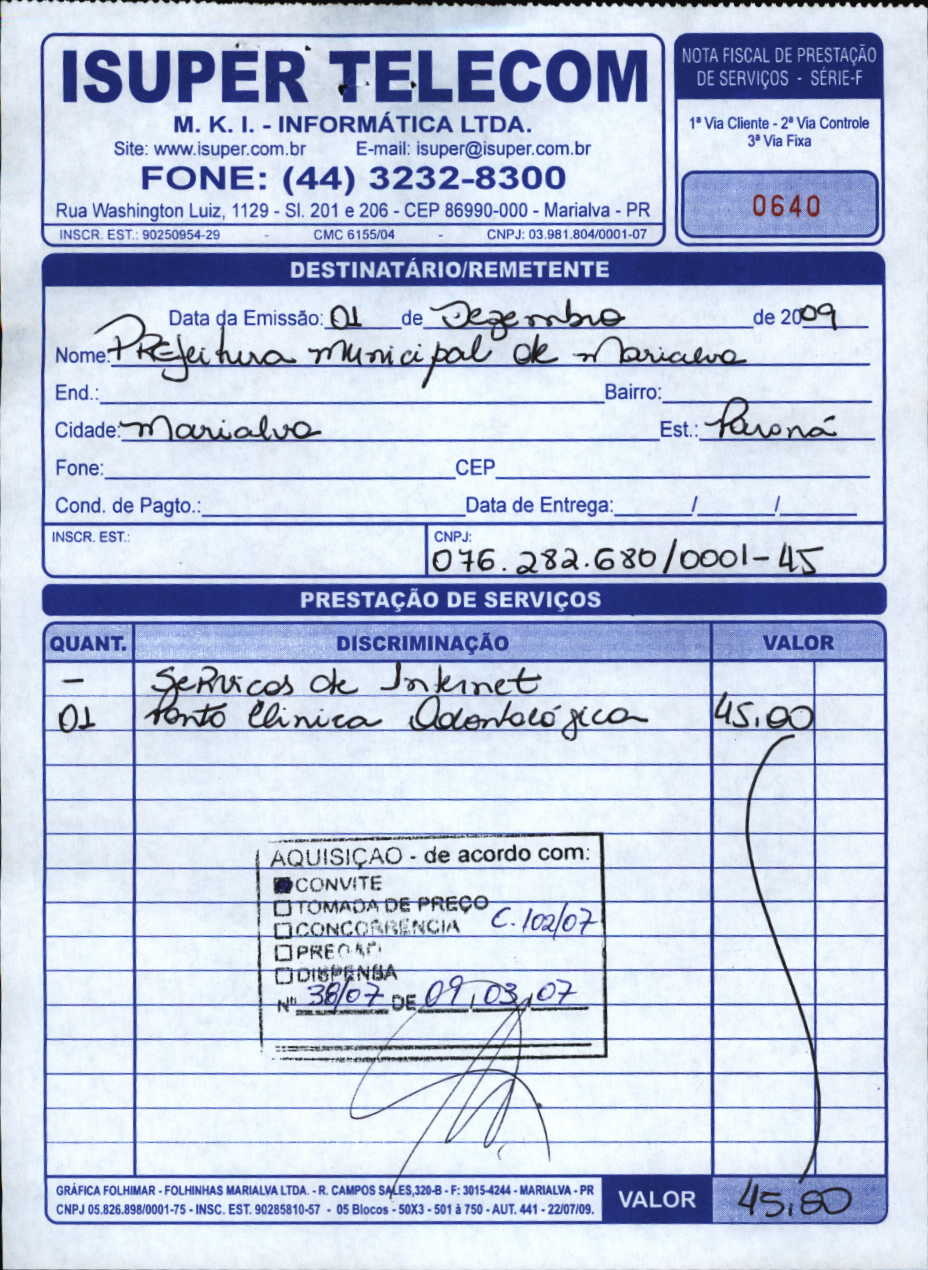 ISUPER TELECOM
M. K. I. - INFORMÁTICA LTDA.
Site: www.isuper.com.br E-mail: isuper@isuper.com.br
FONE: (44) 3232-8300
Rua Washington Luiz, 1129 - Sl. 201 e 206 - CEP 86990-000 - Marialva - PR
INSCR. EST.: 90250954-29 - CMC 6155/04 - CNPJ: 03.981.804/0001-07
NOTA FISCAL DE PRESTAÇÃO
DE SERVIÇOS - SÉRIE-F
1ª Via Cliente - 2ª Via Controle
3ª Via Fixa
0640
DESTINATÁRIO/REMETENTE
Data da Emissão: 01 de Dezembro de 2009
Nome: Prefeitura Municipal de Marialva
End.: Bairro:
Cidade: Marialva Est.: Paraná
Fone: CEP
Cond. de Pagto.: Data de Entrega: / /
INSCR. EST.: CNPJ:
076.282.680/0001-45
PRESTAÇÃO DE SERVIÇOS
QUANT. DISCRIMINAÇÃO VALOR
- Serviços de Internet
01 Ponto Clinica Odontológica 45,00
AQUISIÇÃO - de acordo com:
CONVITE
TOMADA DE PREÇO
CONCORRÊNCIA C. 102/07
PREGÃO
DISPENSA
Nº 38/07 DE 09,03,07
GRÁFICA FOLHIMAR - FOLHINHAS MARIALVA LTDA. - R. CAMPOS SALES,320-B - F: 3015-4244 - MARIALVA - PR
CNPJ 05.826.898/0001-75 - INSC. EST. 90285810-57 - 05 Blocos - 50X3 - 501 à 750 - AUT. 441 - 22/07/09.
VALOR 45,00